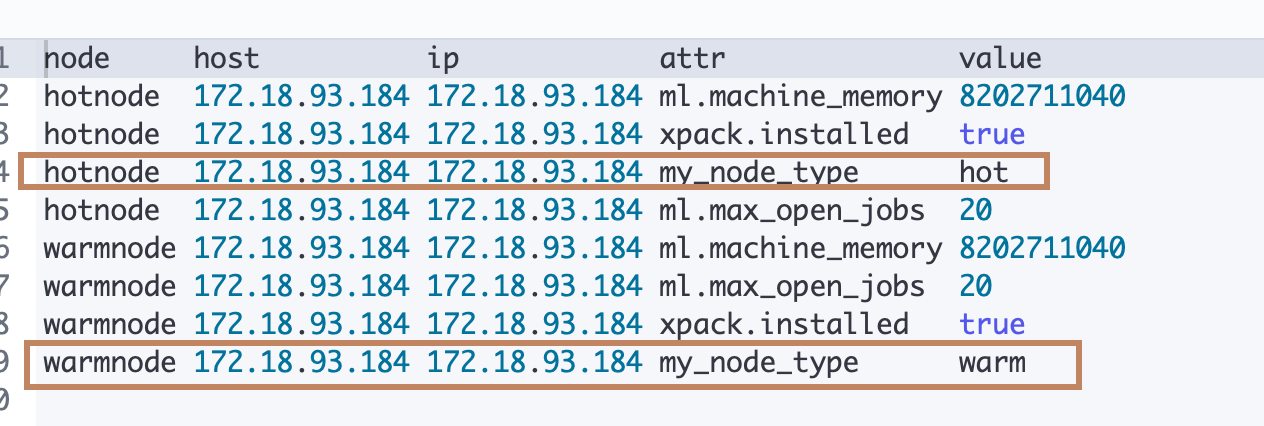 1 node host ip attr value
2 hotnode 172.18.93.184 172.18.93.184 ml.machine_memory 8202711040
3 hotnode 172.18.93.184 172.18.93.184 xpack.installed true
4 hotnode 172.18.93.184 172.18.93.184 my_node_type hot
5 hotnode 172.18.93.184 172.18.93.184 ml.max_open_jobs 20
6 warmnode 172.18.93.184 172.18.93.184 ml.machine_memory 8202711040
7 warmnode 172.18.93.184 172.18.93.184 ml.max_open_jobs 20
8 warmnode 172.18.93.184 172.18.93.184 xpack.installed true
9 warmnode 172.18.93.184 172.18.93.184 my_node_type warm
0